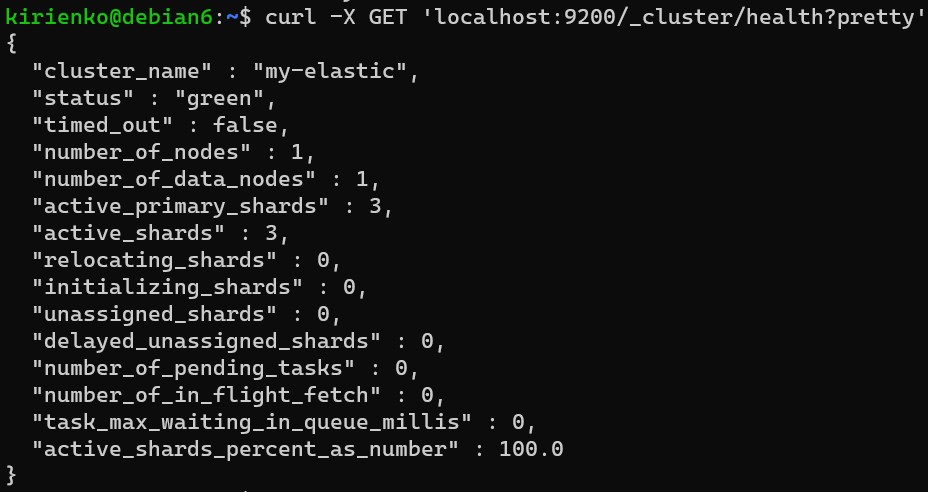 kirienko@debian6:~$ curl -X GET 'localhost:9200/_cluster/health?pretty'
{
  "cluster_name" : "my-elastic",
  "status" : "green",
  "timed_out" : false,
  "number_of_nodes" : 1,
  "number_of_data_nodes" : 1,
  "active_primary_shards" : 3,
  "active_shards" : 3,
  "relocating_shards" : 0,
  "initializing_shards" : 0,
  "unassigned_shards" : 0,
  "delayed_unassigned_shards" : 0,
  "number_of_pending_tasks" : 0,
  "number_of_in_flight_fetch" : 0,
  "task_max_waiting_in_queue_millis" : 0,
  "active_shards_percent_as_number" : 100.0
}